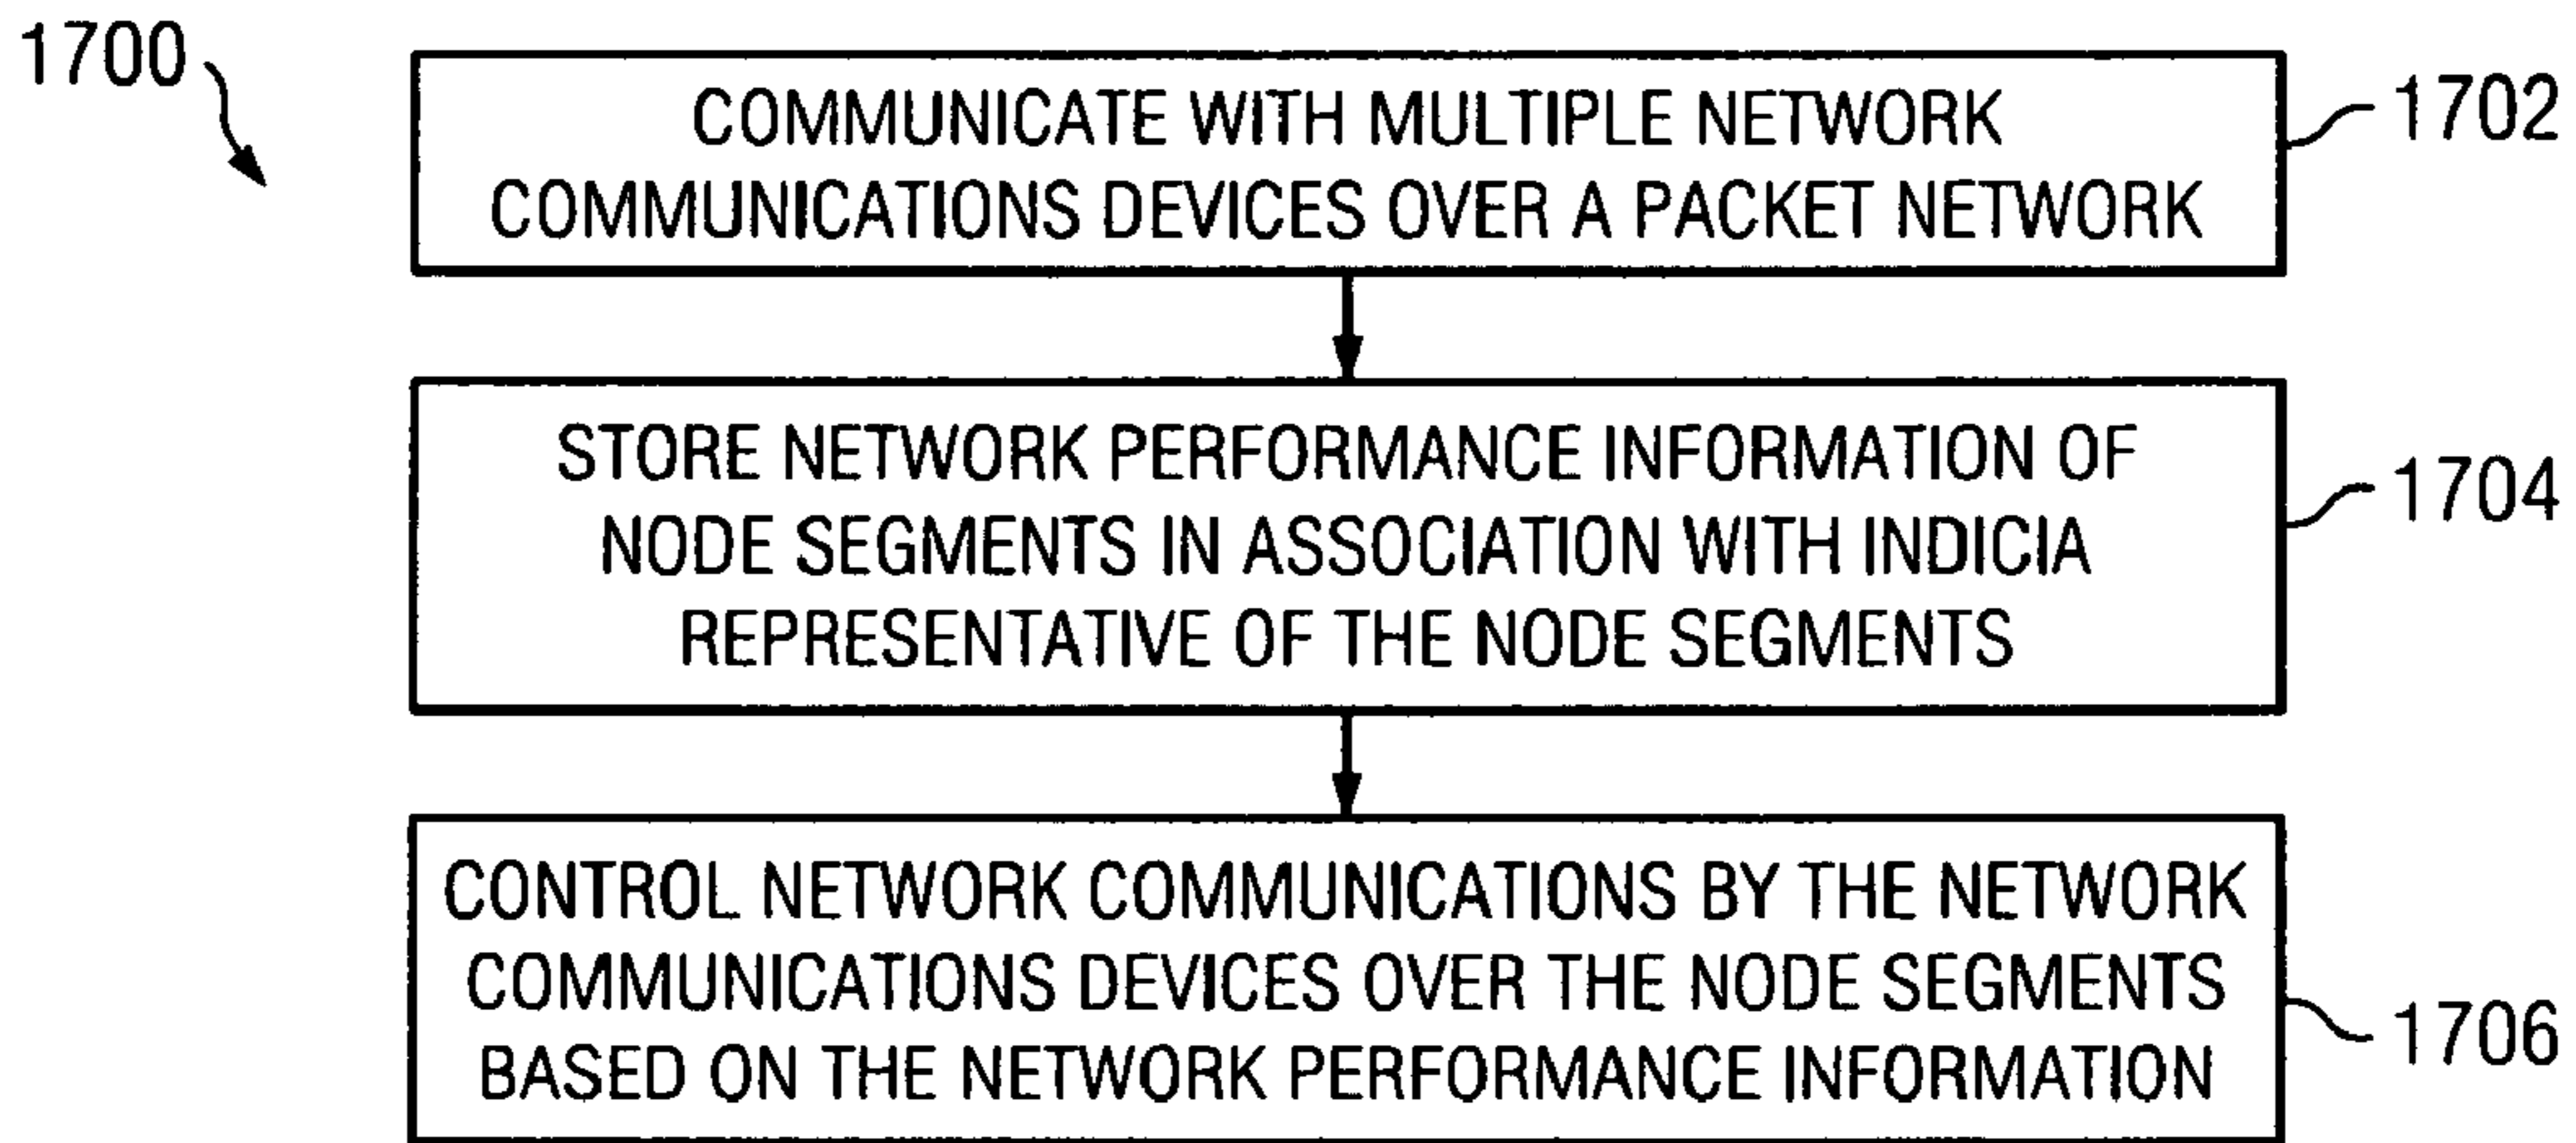 1700
COMMUNICATE WITH MULTIPLE NETWORK
COMMUNICATIONS DEVICES OVER A PACKET NETWORK
1702
STORE NETWORK PERFORMANCE INFORMATION OF
NODE SEGMENTS IN ASSOCIATION WITH INDICIA
REPRESENTATIVE OF THE NODE SEGMENTS
1704
CONTROL NETWORK COMMUNICATIONS BY THE NETWORK
COMMUNICATIONS DEVICES OVER THE NODE SEGMENTS
BASED ON THE NETWORK PERFORMANCE INFORMATION
1706